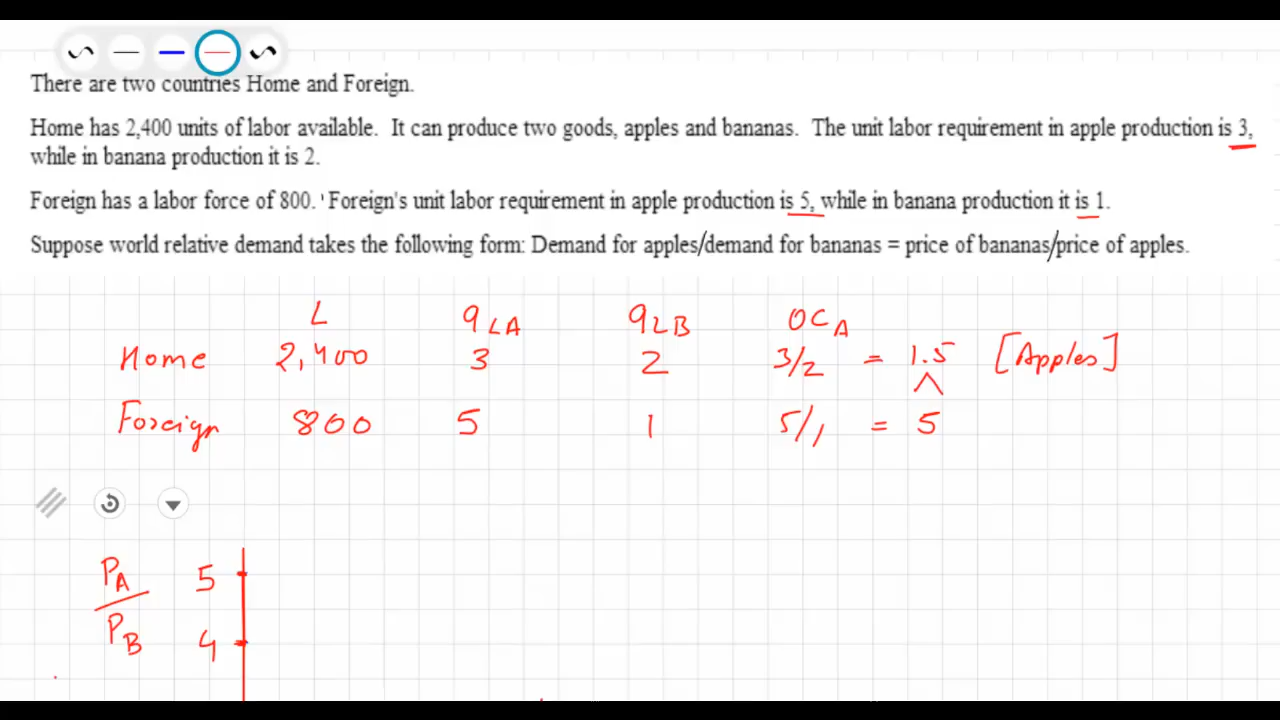 There are two countries Home and Foreign.
Home has 2,400 units of labor available. It can produce two goods, apples and bananas. The unit labor requirement in apple production is 3,
while in banana production it is 2.
Foreign has a labor force of 800. Foreign's unit labor requirement in apple production is 5, while in banana production it is 1.
Suppose world relative demand takes the following form: Demand for apples/demand for bananas = price of bananas/price of apples.
L qLA qLB OCA
Home 2,400 3 2 3/2 = 1.5 [Apples]
^
Foreign 800 5 1 5/1 = 5
PA 5
PB 4